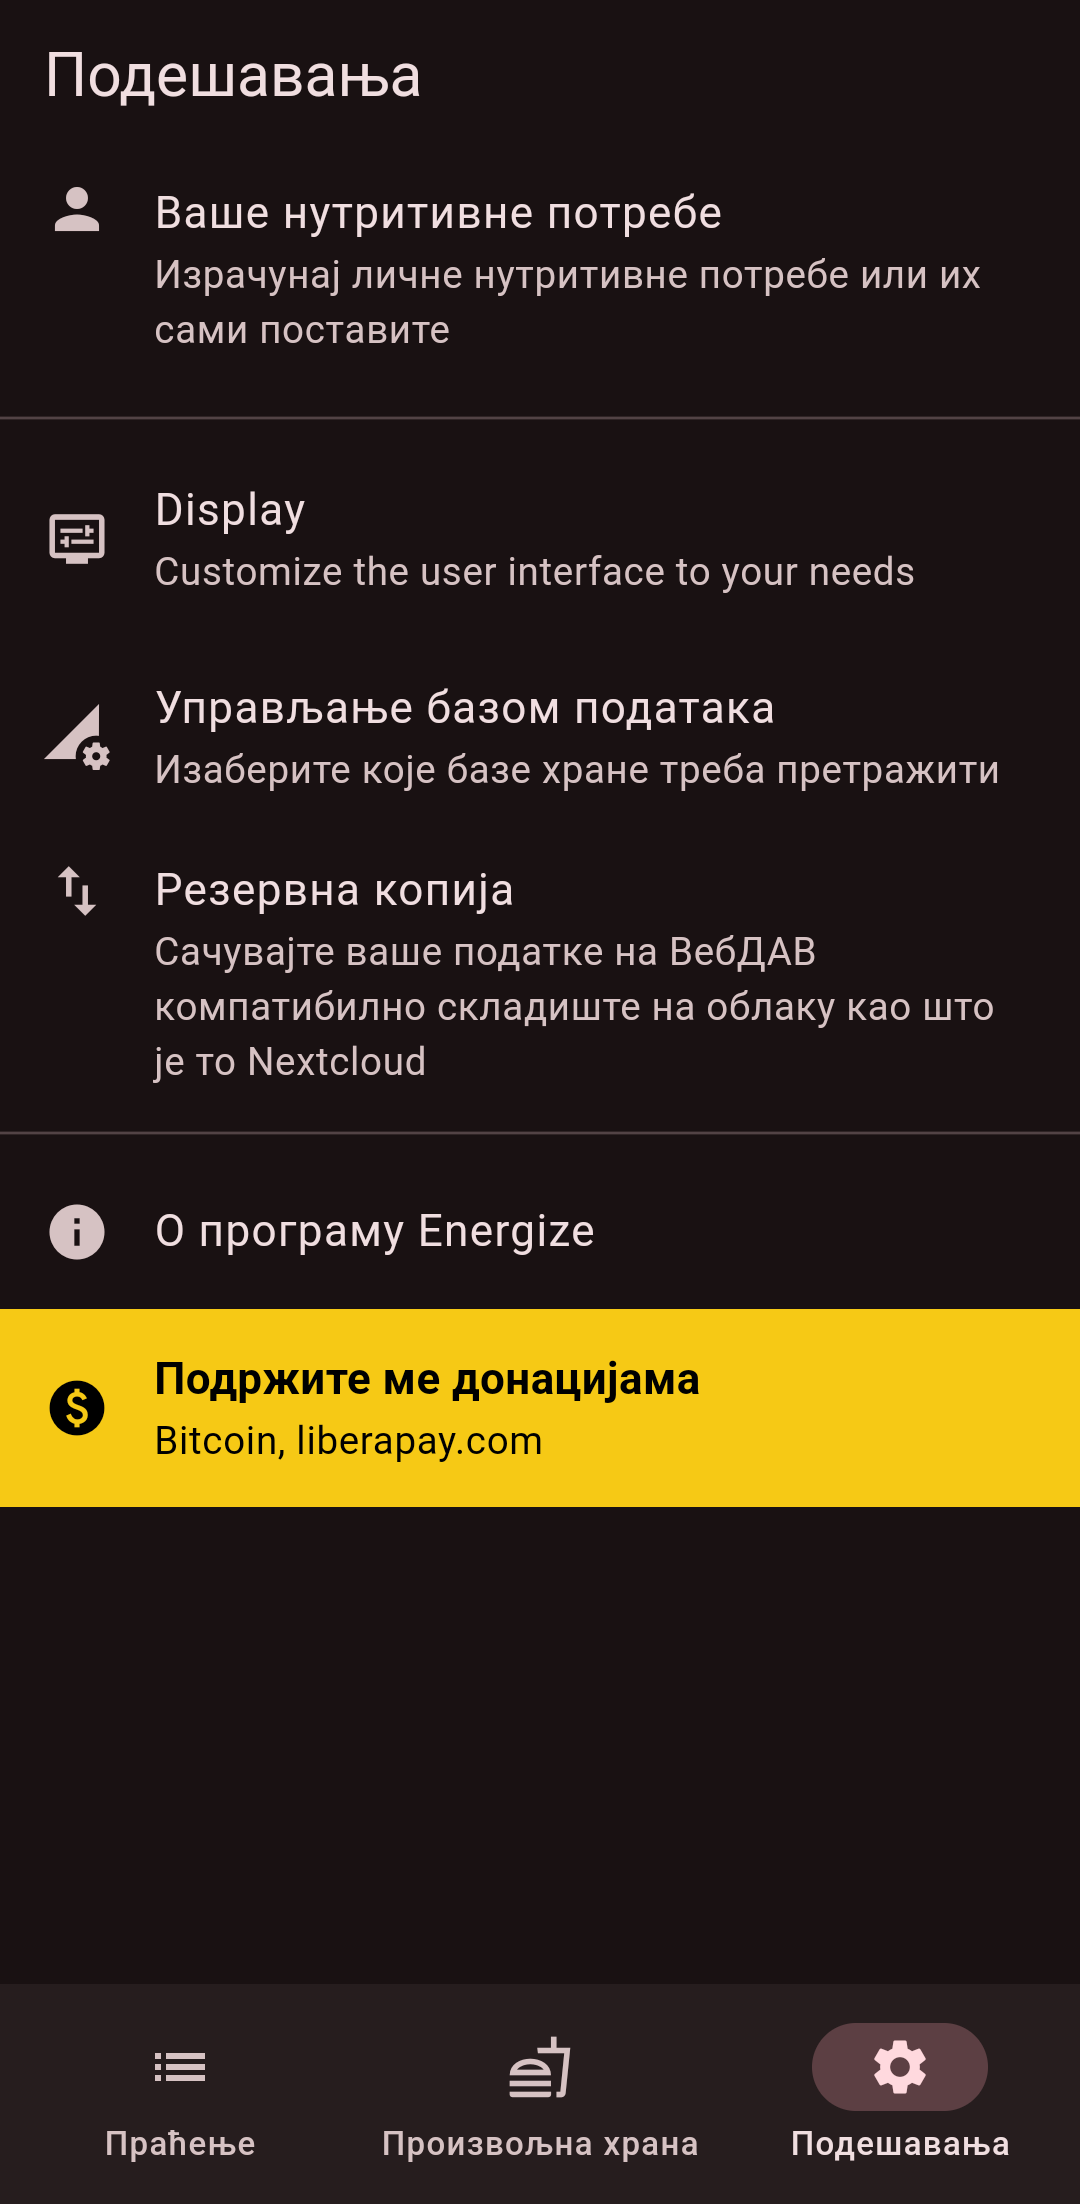 Подешавања
Ваше нутритивне потребе
Израчунај личне нутритивне потребе или их
сами поставите
Display
Customize the user interface to your needs
Управљање базом података
Изаберите које базе хране треба претражити
Резервна копија
Сачувајте ваше податке на ВебДАВ
компатибилно складиште на облаку као што
је то Nextcloud
О програму Energize
Подржите ме донацијама
Bitcoin, liberapay.com
Праћење
Произвољна храна
Подешавања